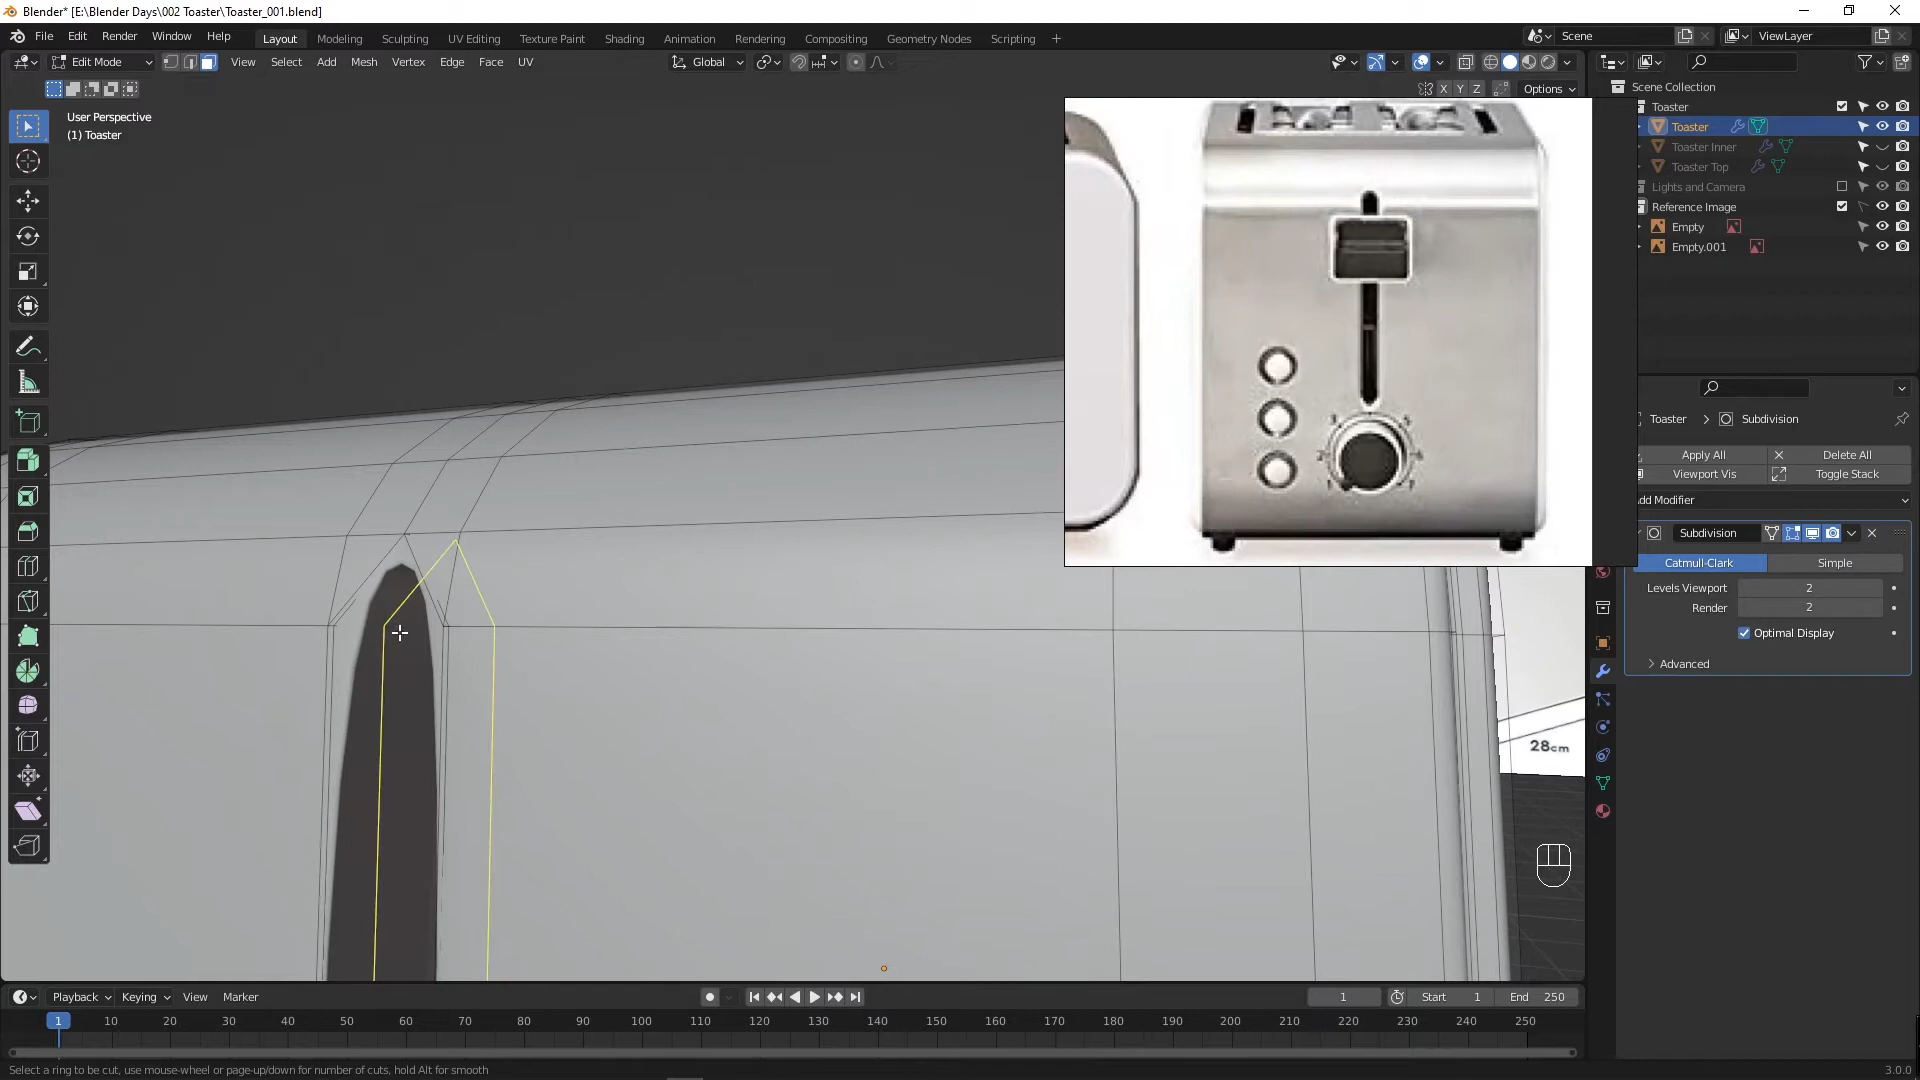 Blender* [E:\Blender Days\002 Toaster\Toaster_001.blend]
File Edit Render Window Help
Layout Modeling Sculpting UV Editing Texture Paint Shading Animation Rendering Compositing Geometry Nodes Scripting +
Scene
ViewLayer
Edit Mode
View Select Add Mesh Vertex Edge Face UV
Global
X Y Z
Options
User Perspective
(1) Toaster
Scene Collection
Toaster
Toaster
Toaster Inner
Toaster Top
Lights and Camera
Reference Image
Empty
Empty.001
Toaster > Subdivision
Apply All
Delete All
Viewport Vis
Toggle Stack
dd Modifier
Subdivision
Catmull-Clark
Simple
Levels Viewport 2
Render 2
Optimal Display
Advanced
28cm
Playback Keying View Marker
1
Start 1
End 250
1 10 20 30 40 50 60 70 80 90 100 110 120 130 140 150 160 170 180 190 200 210 220 230 240 250
Select a ring to be cut, use mouse-wheel or page-up/down for number of cuts, hold Alt for smooth
3.0.0